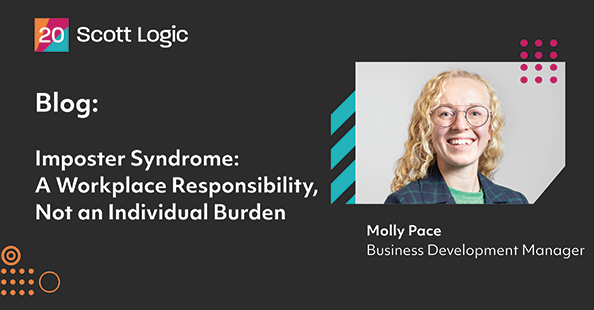 20 Scott Logic
Blog:
Imposter Syndrome:
A Workplace Responsibility,
Not an Individual Burden
Molly Pace
Business Development Manager